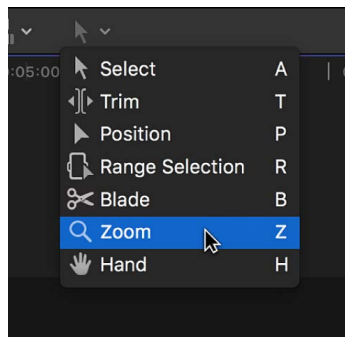 :05:00
Select A
Trim T
Position P
Range Selection R
Blade B
Zoom Z
Hand H